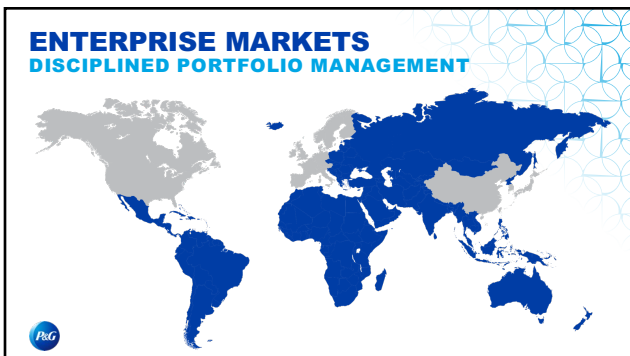 ENTERPRISE MARKETS
DISCIPLINED PORTFOLIO MANAGEMENT
P&G